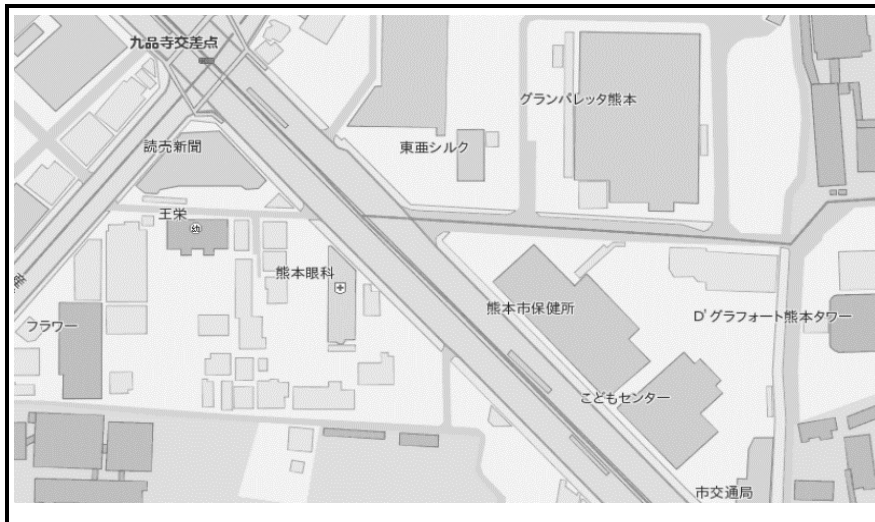 九品寺交差点
グランパレッタ熊本
読売新聞
東亜シルク
王栄
幼
熊本眼科
熊本市保健所
D'グラフォート熊本タワー
フラワー
こどもセンター
市交通局